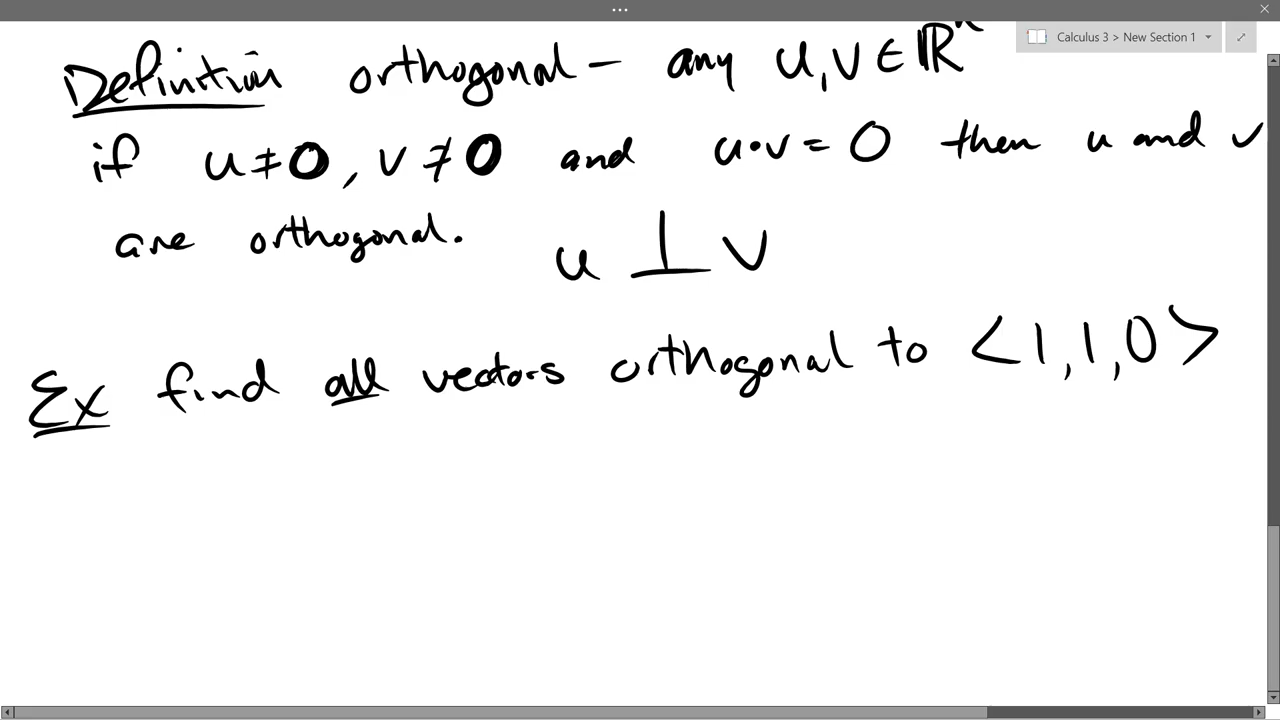 Calculus 3 > New Section 1
Definition orthogonal – any u, v ∈ ℝⁿ
if u ≠ 0, v ≠ 0 and u·v = 0 then u and v
are orthogonal. u ⊥ v
Ex find all vectors orthogonal to <1,1,0>